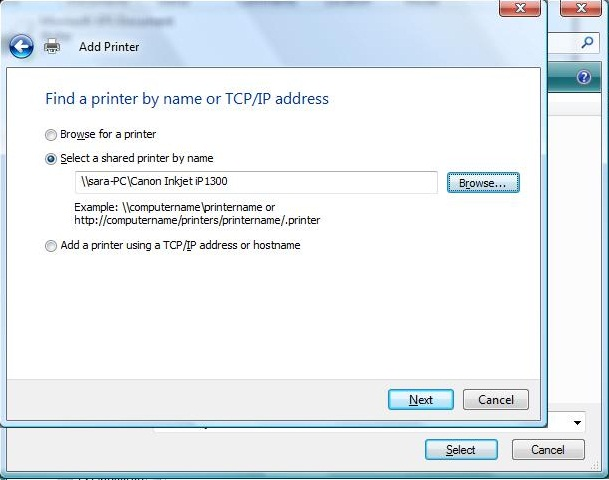 Add Printer
Find a printer by name or TCP/IP address
Browse for a printer
Select a shared printer by name
\\sara-PC\Canon Inkjet iP1300
Browse...
Example: \\computername\printername or
http://computername/printers/printername/.printer
Add a printer using a TCP/IP address or hostname
Next
Cancel
Select
Cancel